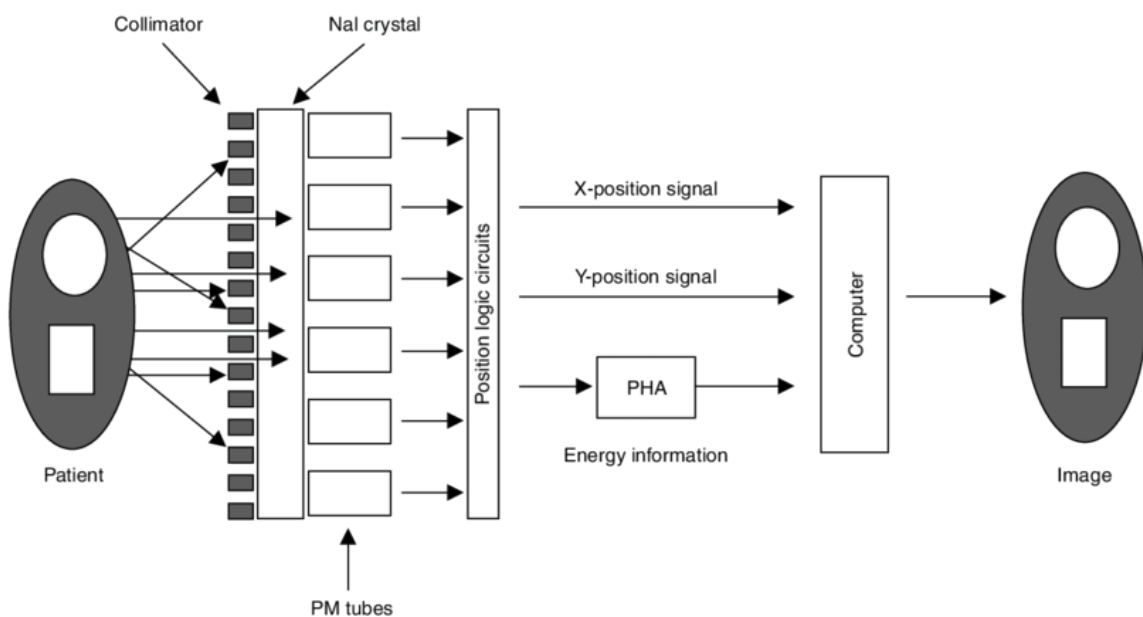 Collimator
NaI crystal
Position logic circuits
X-position signal
Y-position signal
PHA
Energy information
Computer
Patient
Image
PM tubes